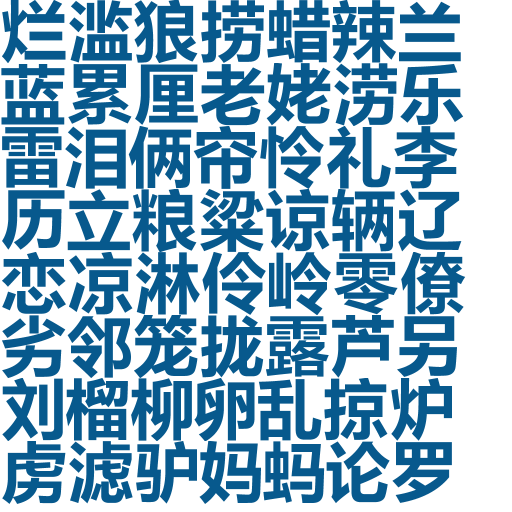 烂滥狼捞蜡辣兰
蓝累厘老姥涝乐
雷泪俩帘怜礼李
历立粮粱谅辆辽
恋凉淋伶岭零僚
劣邻笼拢露芦另
刘榴柳卵乱掠炉
虏滤驴妈蚂论罗